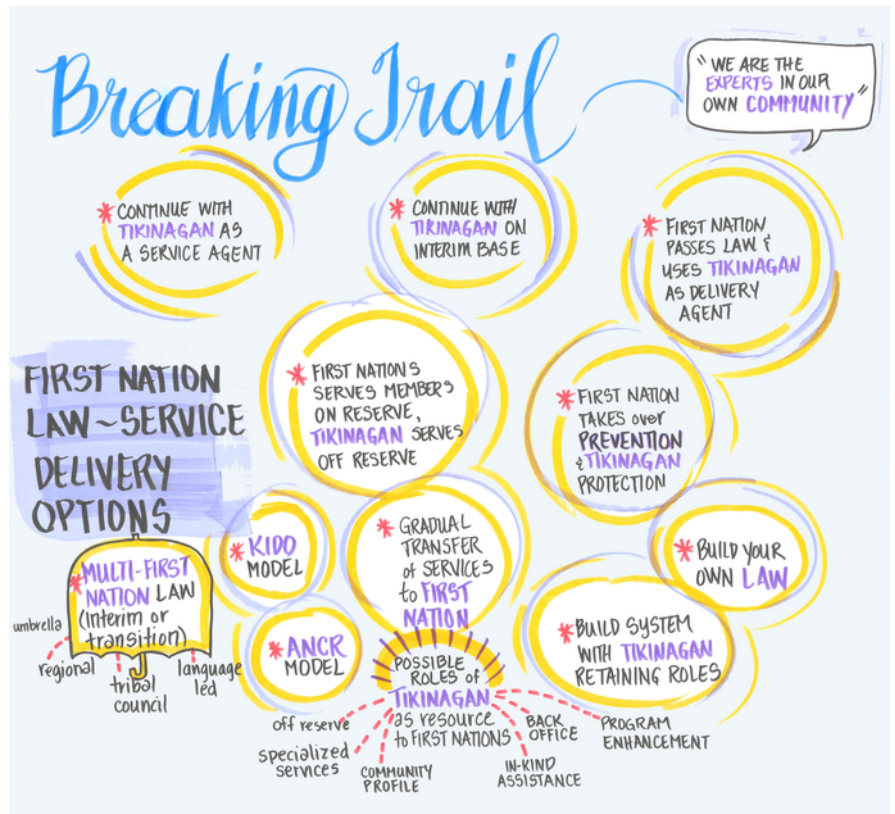 Breaking Trail
"WE ARE THE
EXPERTS IN OUR
OWN COMMUNITY"
* CONTINUE WITH
TIKINAGAN AS
A SERVICE AGENT
* CONTINUE WITH
TIKINAGAN ON
INTERIM BASE
* FIRST NATION
PASSES LAW &
USES TIKINAGAN
AS DELIVERY
AGENT
FIRST NATION
LAW~SERVICE
DELIVERY
OPTIONS
* FIRST NATIONS
SERVES MEMBERS
ON RESERVE,
TIKINAGAN SERVES
OFF RESERVE
* FIRST NATION
TAKES over
PREVENTION
& TIKINAGAN
PROTECTION
* MULTI-FIRST
NATION LAW
(Interim or
transition)
umbrella
regional
tribal
council
language
led
* KIDO
MODEL
* GRADUAL
TRANSFER
of SERVICES
to FIRST
NATION
* BUILD YOUR
OWN LAW
* ANCR
MODEL
* BUILD SYSTEM
WITH TIKINAGAN
RETAINING ROLES
POSSIBLE
ROLES of
TIKINAGAN
as resource
to FIRST NATIONS
off reserve
specialized
services
COMMUNITY
PROFILE
IN-KIND
ASSISTANCE
BACK
OFFICE
PROGRAM
ENHANCEMENT